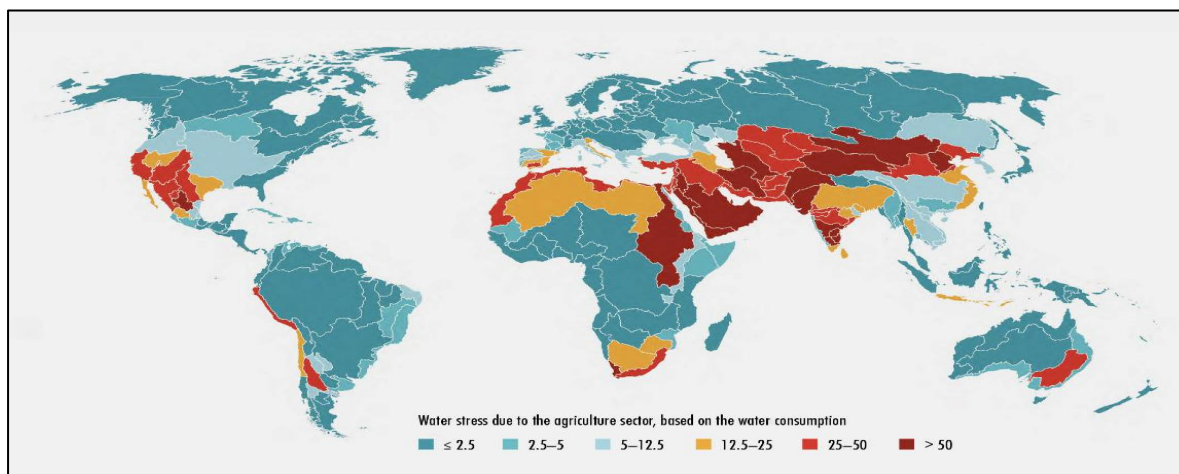 Water stress due to the agriculture sector, based on the water consumption
≤ 2.5 2.5–5 5–12.5 12.5–25 25–50 > 50